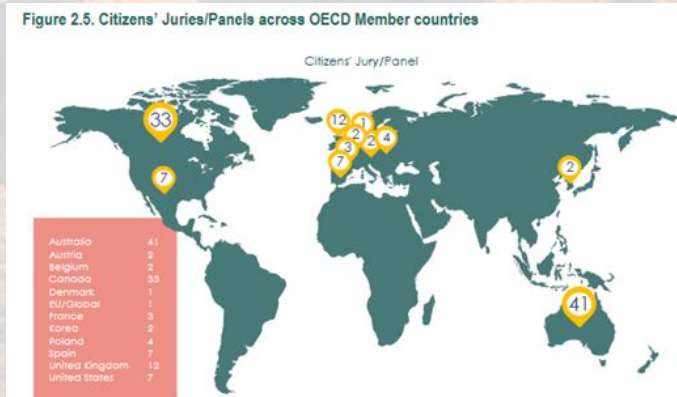 Figure 2.5. Citizens' Juries/Panels across OECD Member countries
Citizens' Jury/Panel
33
12
1
2
2
4
3
7
7
2
41
Australia 41
Austria 2
Belgium 2
Canada 33
Denmark 1
EU/Global 1
France 3
Korea 2
Poland 4
Spain 7
United Kingdom 12
United States 7